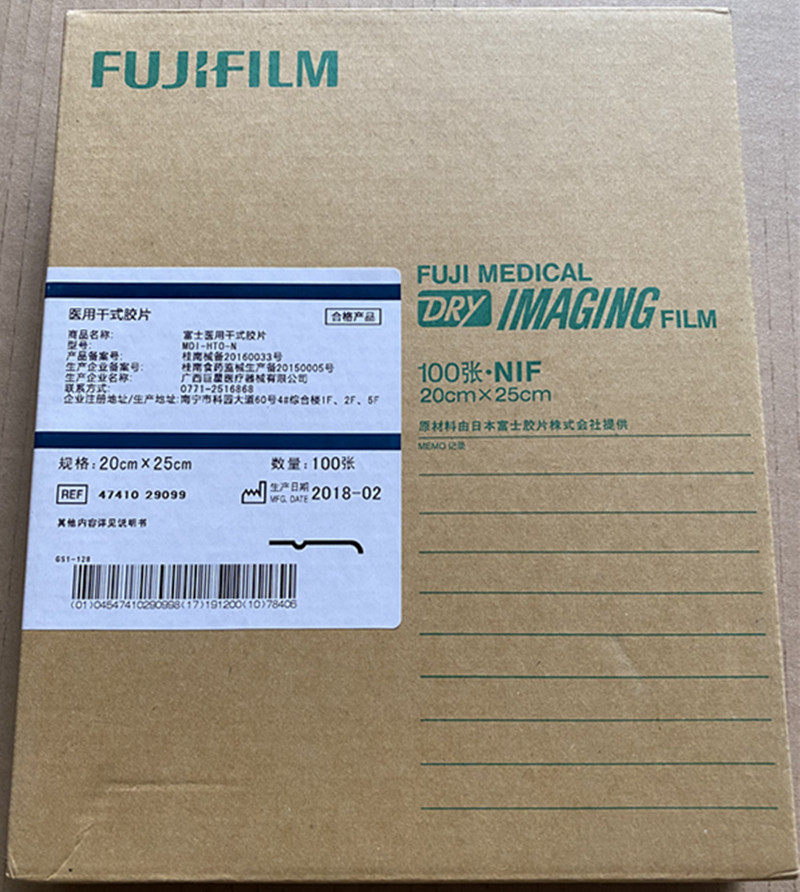 FUJIFILM
FUJI MEDICAL
DRY IMAGING FILM
100张·NIF
20cm×25cm
原材料由日本富士胶片株式会社提供
MEMO 记录
医用干式胶片
合格产品
商品名称: 富士医用干式胶片
型号: MDI-HTO-N
产品备案号: 桂南械备20160033号
生产企业备案号: 桂南食药监械生产备20150005号
生产企业名称: 广西巨星医疗器械有限公司
联系方式: 0771-2516868
企业注册地址/生产地址:南宁市科园大道60号4#综合楼1F、2F、5F
规格:20cm×25cm 数量:100张
REF 47410 29099
生产日期
MFG. DATE 2018-02
其他内容详见说明书
GS1-128
(01)04547410290998(17)191200(10)78406